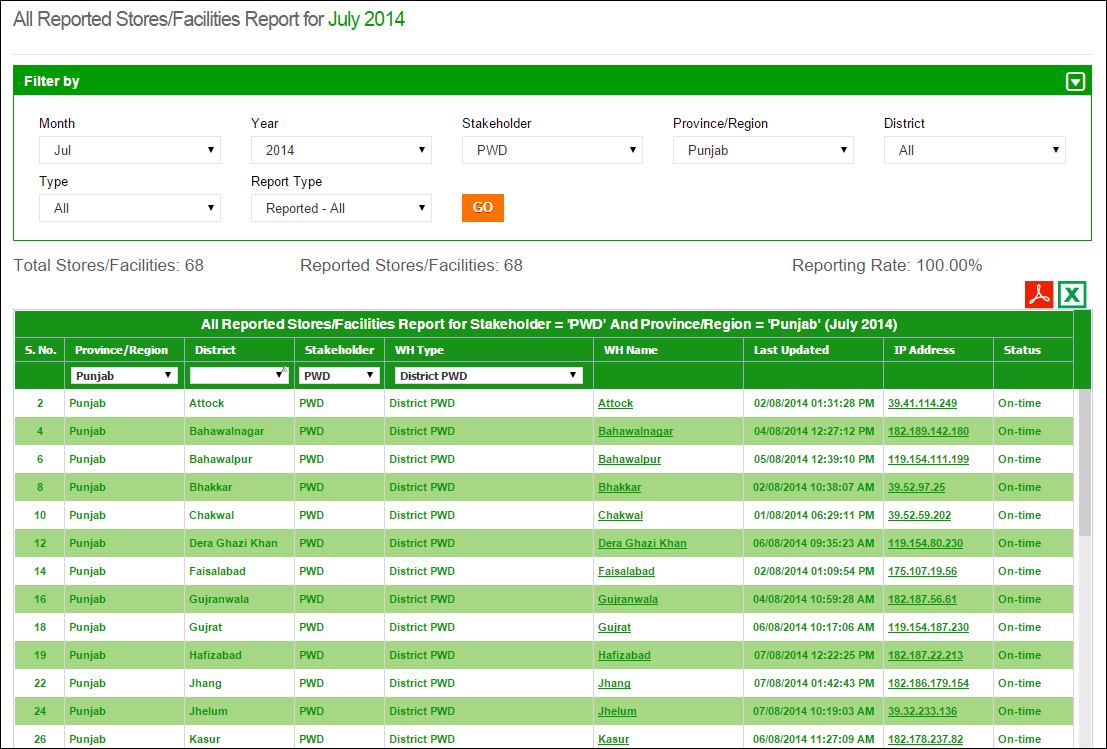 All Reported Stores/Facilities Report for July 2014
Filter by
Month Year Stakeholder Province/Region District
Jul 2014 PWD Punjab All
Type Report Type
All Reported - All GO
Total Stores/Facilities: 68 Reported Stores/Facilities: 68 Reporting Rate: 100.00%
All Reported Stores/Facilities Report for Stakeholder = 'PWD' And Province/Region = 'Punjab' (July 2014)
S. No. Province/Region District Stakeholder WH Type WH Name Last Updated IP Address Status
Punjab PWD District PWD
2 Punjab Attock PWD District PWD Attock 02/08/2014 01:31:28 PM 39.41.114.249 On-time
4 Punjab Bahawalnagar PWD District PWD Bahawalnagar 04/08/2014 12:27:12 PM 182.189.142.180 On-time
6 Punjab Bahawalpur PWD District PWD Bahawalpur 05/08/2014 12:39:10 PM 119.154.111.199 On-time
8 Punjab Bhakkar PWD District PWD Bhakkar 02/08/2014 10:38:07 AM 39.52.97.25 On-time
10 Punjab Chakwal PWD District PWD Chakwal 01/08/2014 06:29:11 PM 39.52.59.202 On-time
12 Punjab Dera Ghazi Khan PWD District PWD Dera Ghazi Khan 06/08/2014 09:35:23 AM 119.154.80.230 On-time
14 Punjab Faisalabad PWD District PWD Faisalabad 02/08/2014 01:09:54 PM 175.107.19.56 On-time
16 Punjab Gujranwala PWD District PWD Gujranwala 04/08/2014 10:59:28 AM 182.187.56.61 On-time
18 Punjab Gujrat PWD District PWD Gujrat 06/08/2014 10:17:06 AM 119.154.187.230 On-time
19 Punjab Hafizabad PWD District PWD Hafizabad 07/08/2014 12:22:25 PM 182.187.22.213 On-time
22 Punjab Jhang PWD District PWD Jhang 07/08/2014 01:42:43 PM 182.186.179.154 On-time
24 Punjab Jhelum PWD District PWD Jhelum 07/08/2014 10:19:03 AM 39.32.233.136 On-time
26 Punjab Kasur PWD District PWD Kasur 06/08/2014 11:27:09 AM 182.178.237.82 On-time